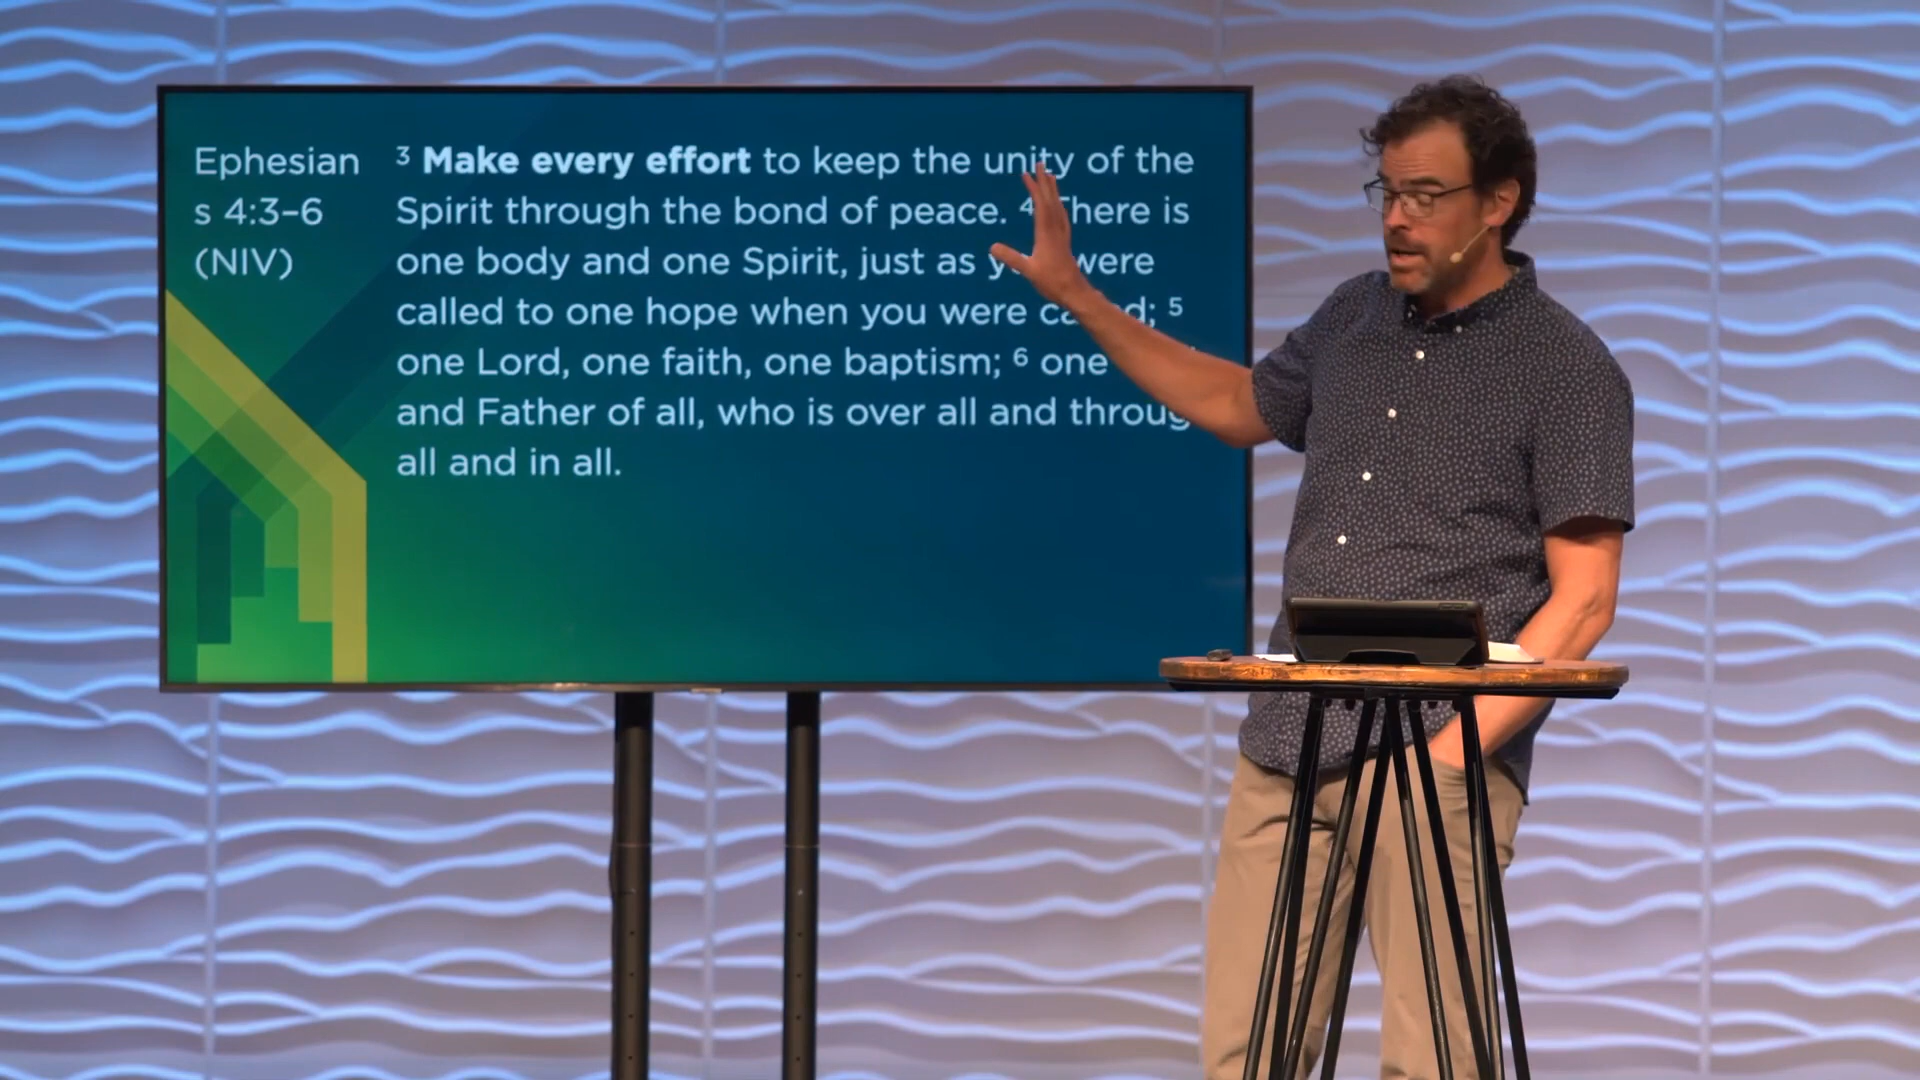 Ephesian
s 4:3–6
(NIV)
3 Make every effort to keep the unity of the
Spirit through the bond of peace. 4 There is
one body and one Spirit, just as were
called to one hope when you were
one Lord, one faith, one baptism; 6 one
and Father of all, who is over all and
all and in all.